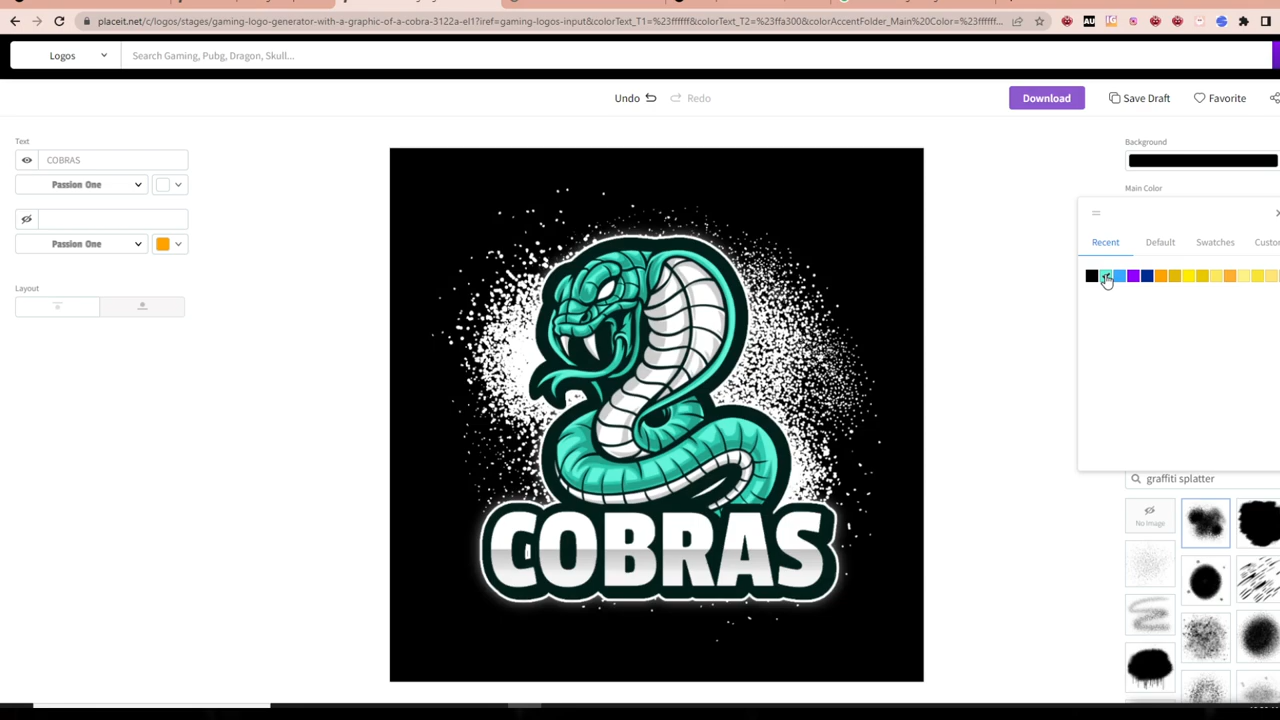 placeit.net/c/logos/stages/gaming-logo-generator-with-a-graphic-of-a-cobra-3122a-el1?iref=gaming-logos-input&colorText_T1=%23ffffff&colorText_T2=%23ffa300&colorAccentFolder_Main%20Color=%23ffffff...
Logos
Search Gaming, Pubg, Dragon, Skull...
Undo
Redo
Download
Save Draft
Favorite
Text
COBRAS
Passion One
Passion One
Layout
Background
Main Color
Recent
Default
Swatches
Custo
graffiti splatter
No Image
COBRAS